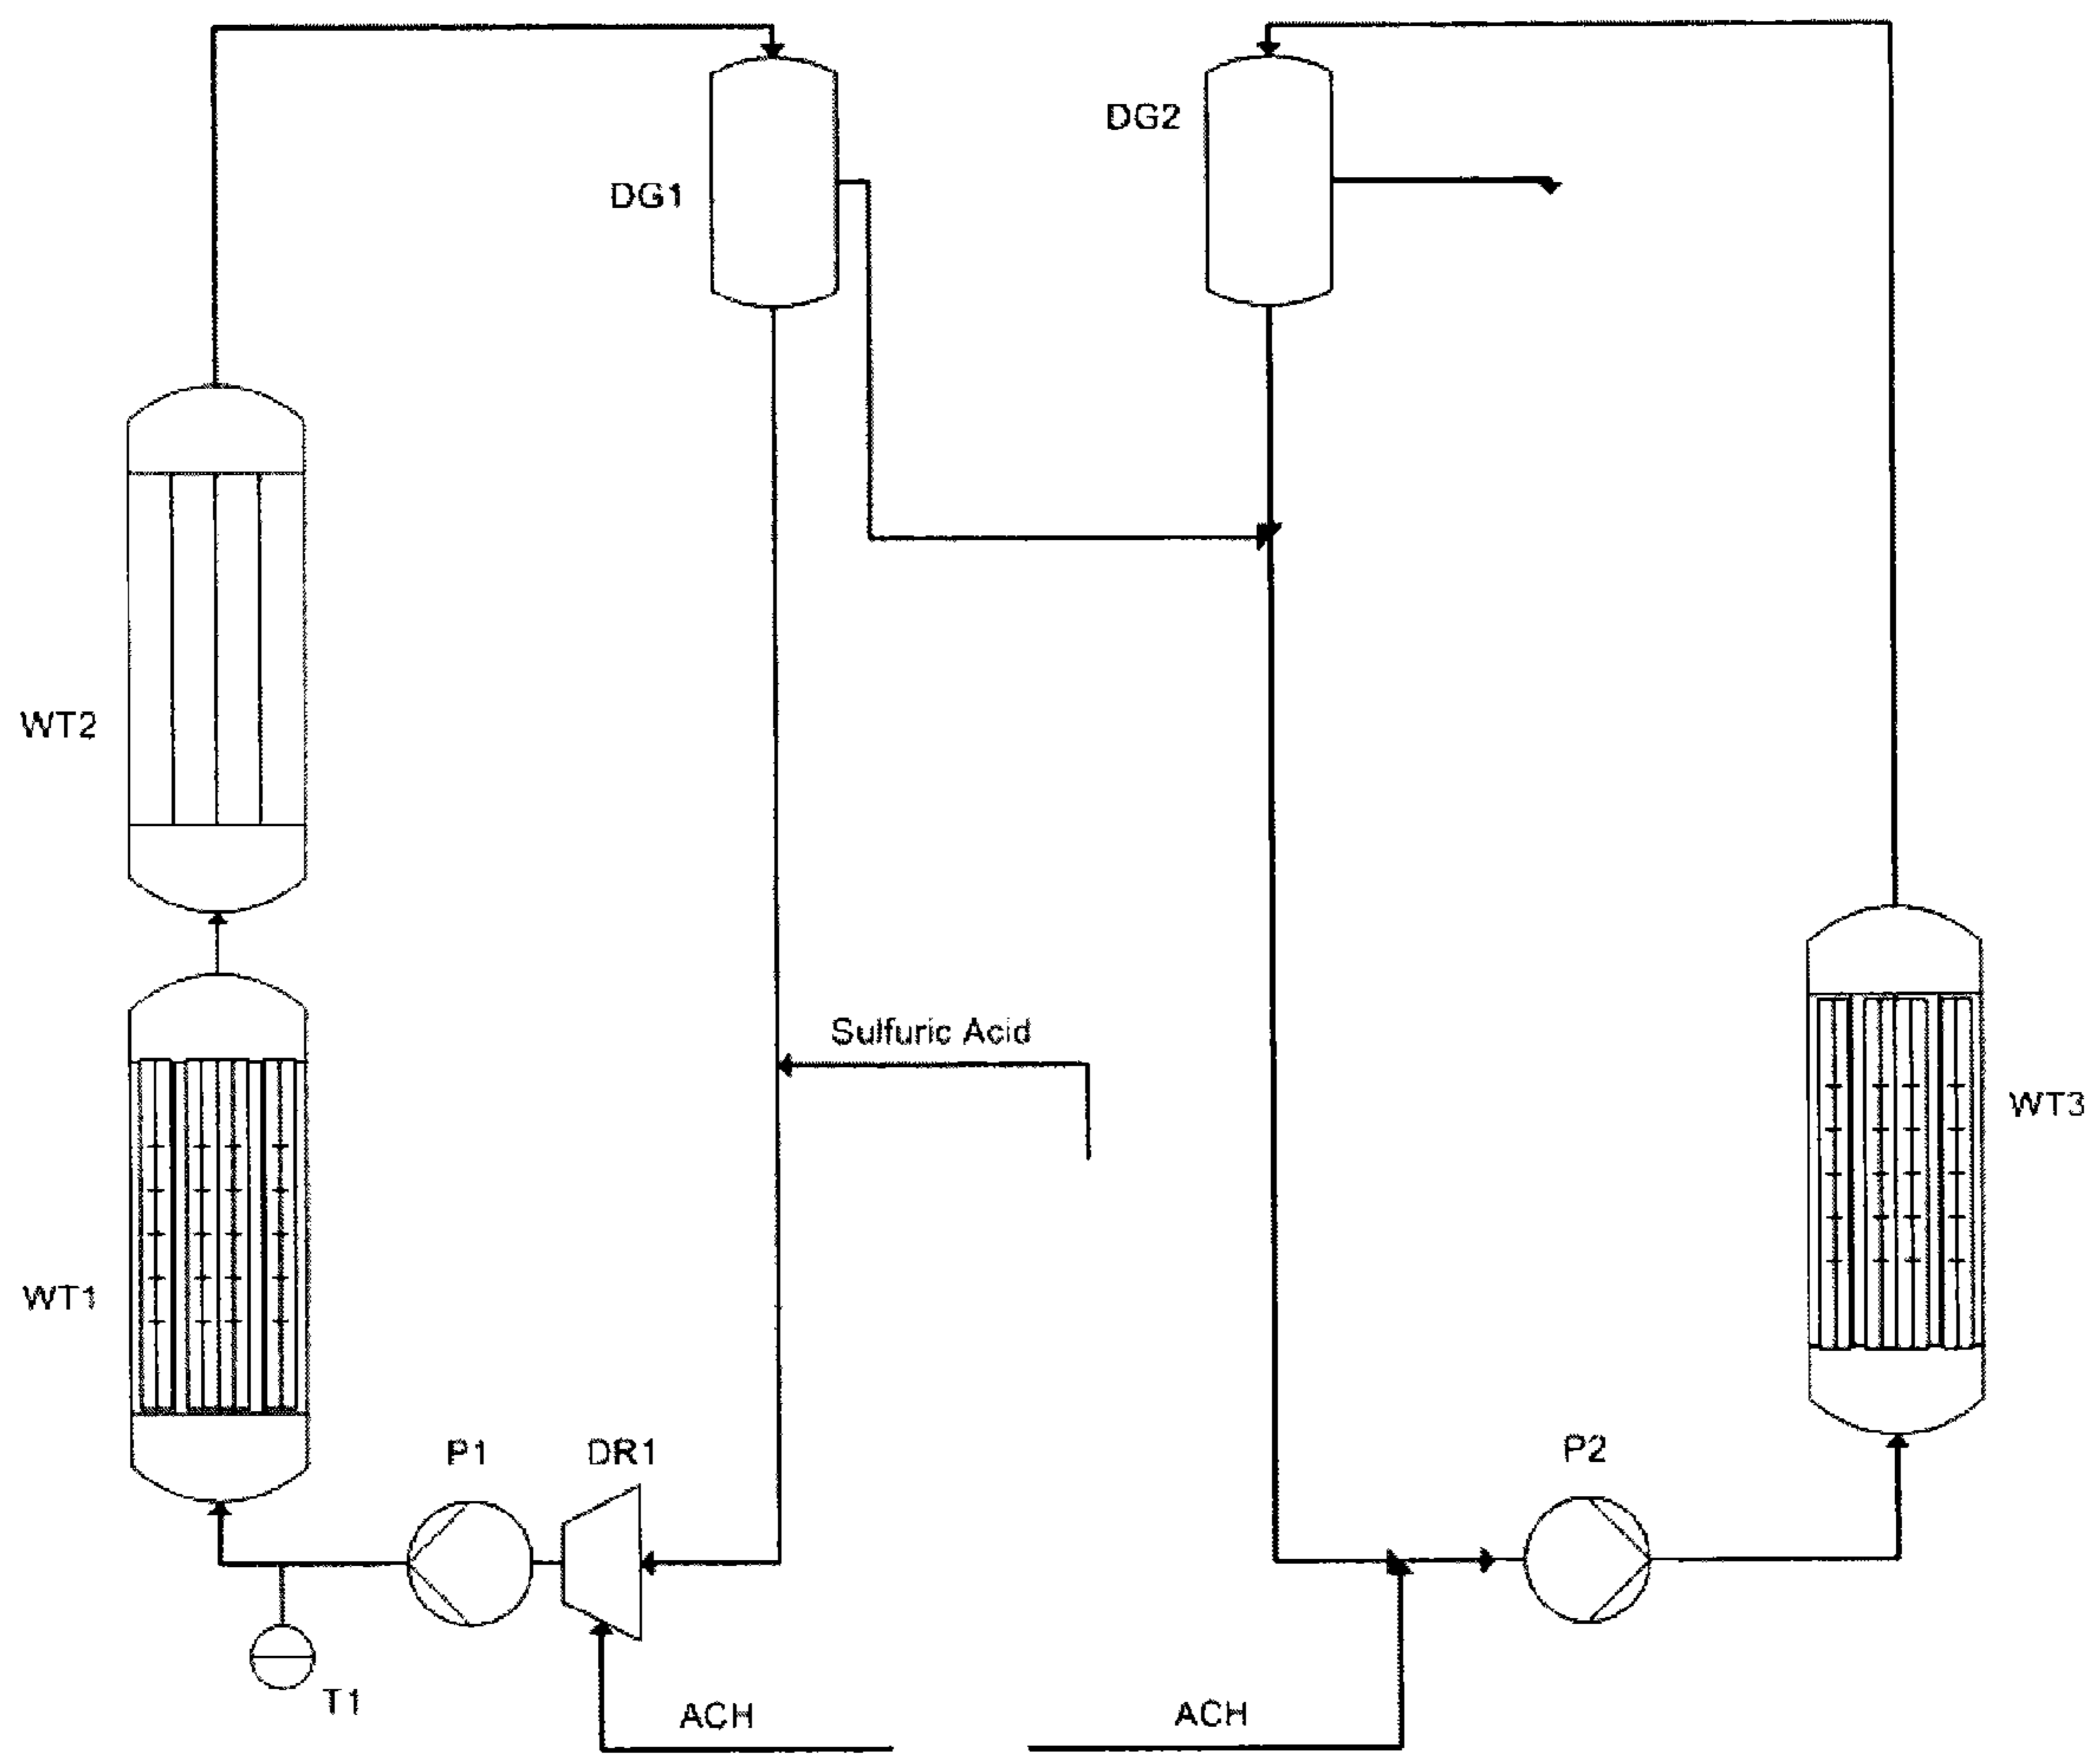 DG2
DG1
WT2
Sulfuric Acid
WT3
WT1
P1
DR1
P2
T1
ACH
ACH